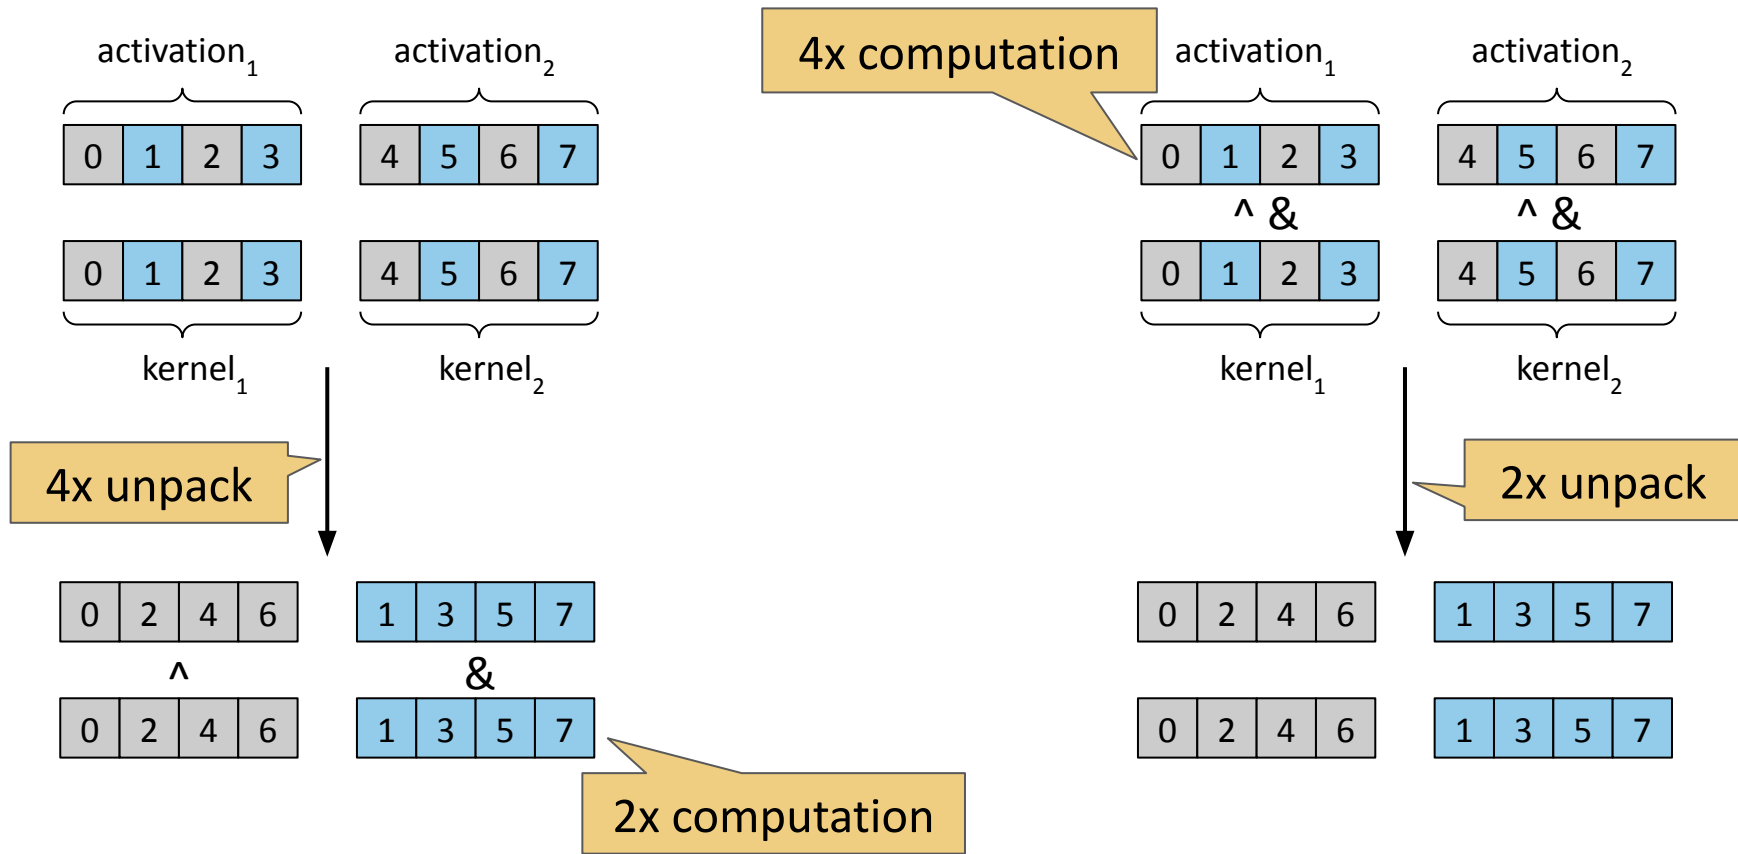 activation1 activation2
0 1 2 3 4 5 6 7
0 1 2 3 4 5 6 7
kernel1 kernel2
4x unpack
0 2 4 6 1 3 5 7
^ &
0 2 4 6 1 3 5 7
2x computation
4x computation
activation1 activation2
0 1 2 3 4 5 6 7
^ & ^ &
0 1 2 3 4 5 6 7
kernel1 kernel2
2x unpack
0 2 4 6 1 3 5 7
0 2 4 6 1 3 5 7